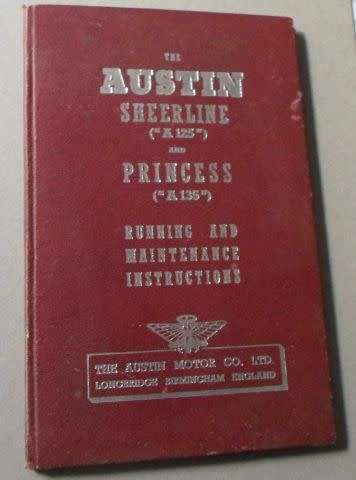 THE
AUSTIN
SHEERLINE
("A 125")
AND
PRINCESS
("A 135")
RUNNING AND
MAINTENANCE
INSTRUCTIONS
THE AUSTIN MOTOR CO. LTD.
LONGBRIDGE BIRMINGHAM ENGLAND